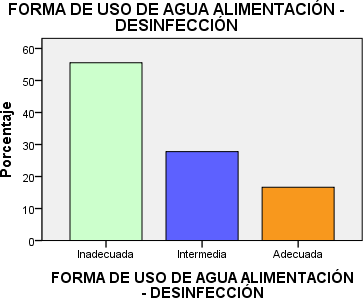 FORMA DE USO DE AGUA ALIMENTACIÓN -
DESINFECCIÓN
60
50
40
30
20
10
0
Porcentaje
Inadecuada
Intermedia
Adecuada
FORMA DE USO DE AGUA ALIMENTACIÓN
- DESINFECCIÓN